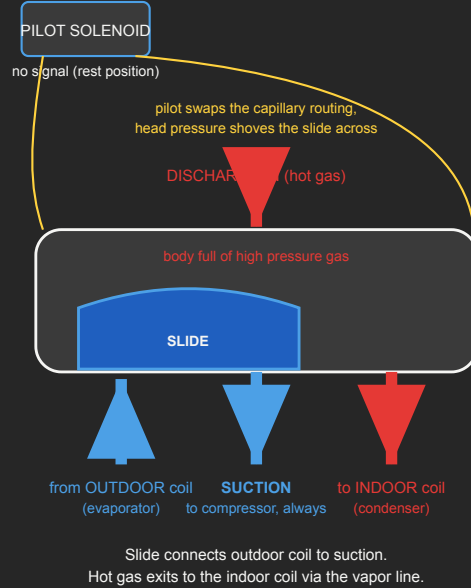 PILOT SOLENOID
no signal (rest position)
pilot swaps the capillary routing,
head pressure shoves the slide across
DISCHAR (hot gas)
body full of high pressure gas
SLIDE
from OUTDOOR coil
(evaporator)
SUCTION
to compressor, always
to INDOOR coil
(condenser)
Slide connects outdoor coil to suction.
Hot gas exits to the indoor coil via the vapor line.